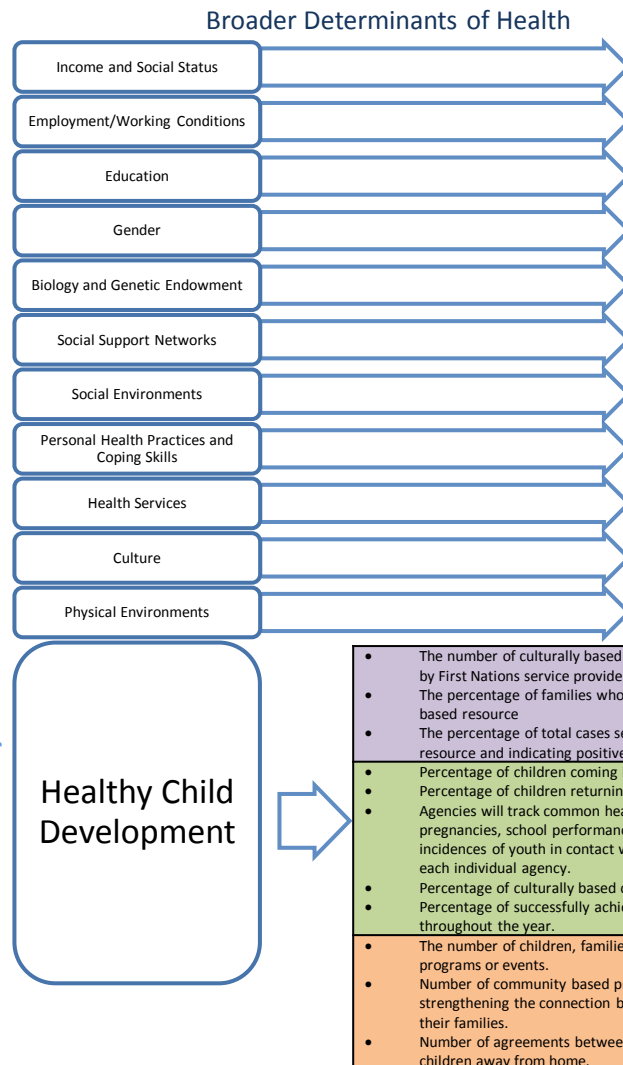 Broader Determinants of Health
Income and Social Status
Employment/Working Conditions
Education
Gender
Biology and Genetic Endowment
Social Support Networks
Social Environments
Personal Health Practices and
Coping Skills
Health Services
Culture
Physical Environments
Healthy Child
Development
• The number of culturally based
by First Nations service provide
• The percentage of families who
based resource
• The percentage of total cases se
resource and indicating positive
• Percentage of children coming
• Percentage of children returnin
• Agencies will track common hea
pregnancies, school performanc
incidences of youth in contact w
each individual agency.
• Percentage of culturally based c
• Percentage of successfully achie
throughout the year.
• The number of children, familie
programs or events.
• Number of community based p
strengthening the connection b
their families.
• Number of agreements between
children away from home.